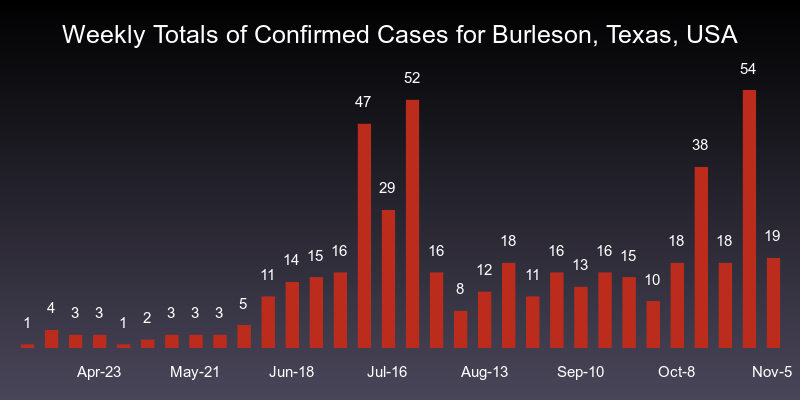 Weekly Totals of Confirmed Cases for Burleson, Texas, USA
1 4 3 3 1 2 3 3 3 5 11 14 15 16 47 29 52 16 8 12 18 11 16 13 16 15 10 18 38 18 54 19
Apr-23 May-21 Jun-18 Jul-16 Aug-13 Sep-10 Oct-8 Nov-5